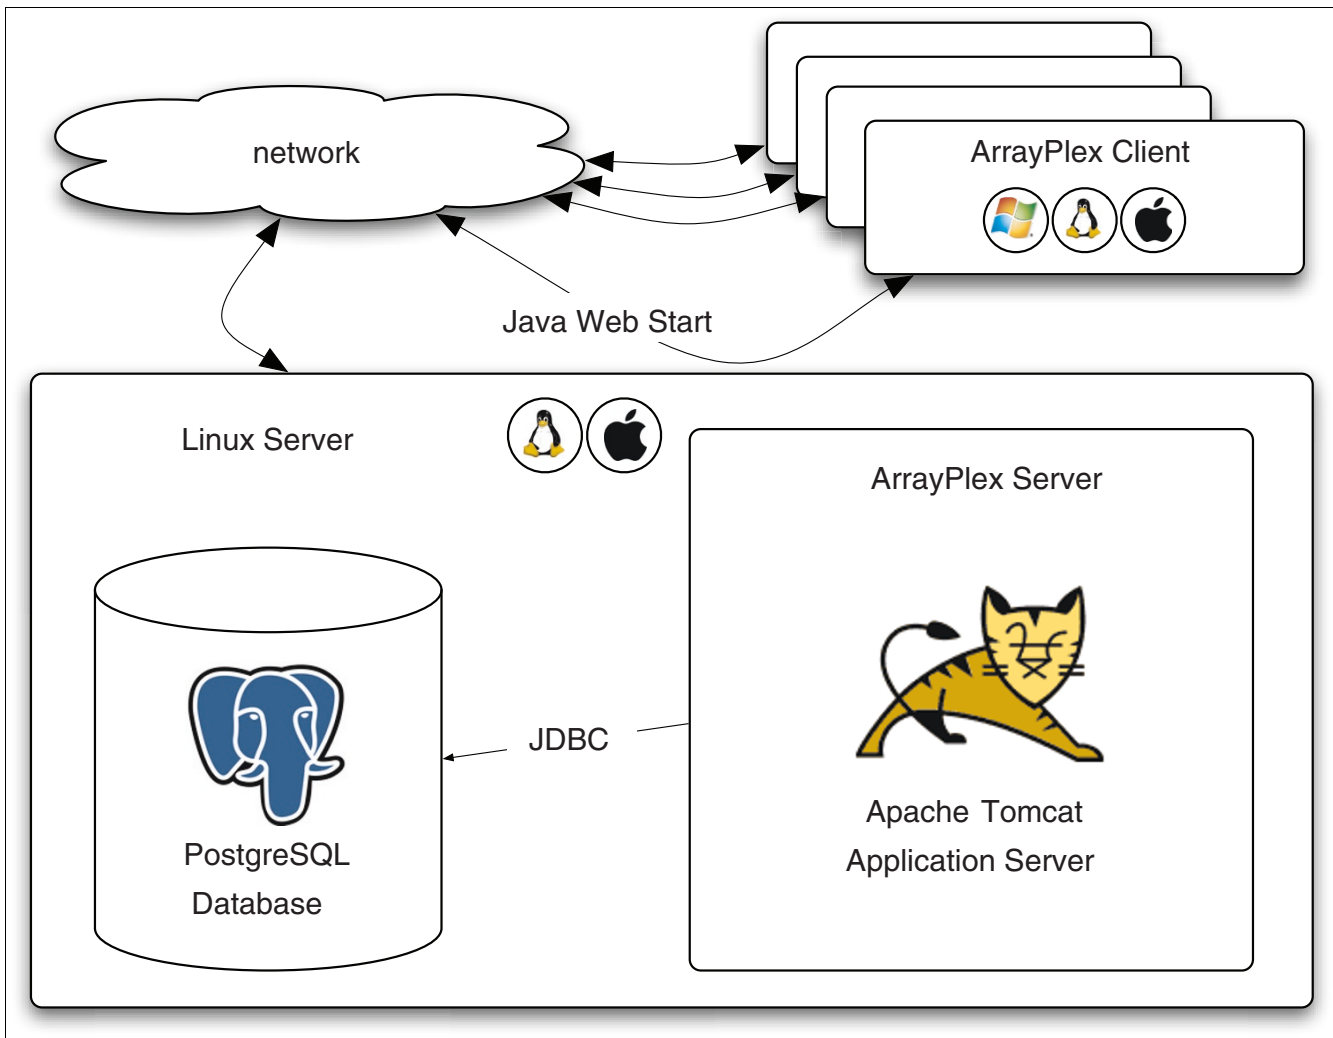 network
ArrayPlex Client
Java Web Start
Linux Server
ArrayPlex Server
JDBC
Apache Tomcat
Application Server
PostgreSQL
Database